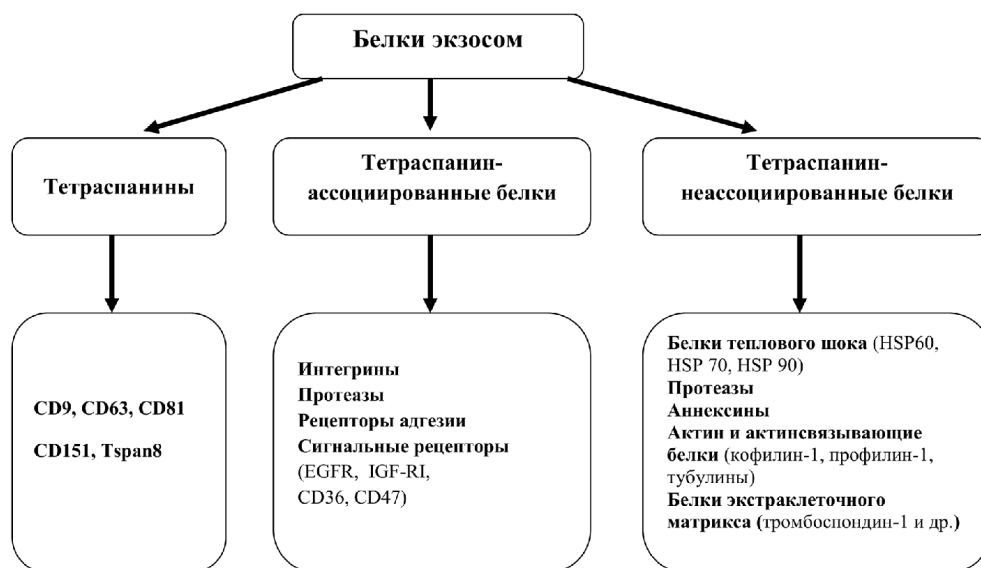 Белки экзосом
Тетраспанины
Тетраспанин-
ассоциированные белки
Тетраспанин-
неассоциированные белки
CD9, CD63, CD81
CD151, Tspan8
Интегрины
Протеазы
Рецепторы адгезии
Сигнальные рецепторы
(EGFR, IGF-RI,
CD36, CD47)
Белки теплового шока (HSP60,
HSP 70, HSP 90)
Протеазы
Аннексины
Актин и актинсвязывающие
белки (кофилин-1, профилин-1,
тубулины)
Белки экстраклеточного
матрикса (тромбоспондин-1 и др.)